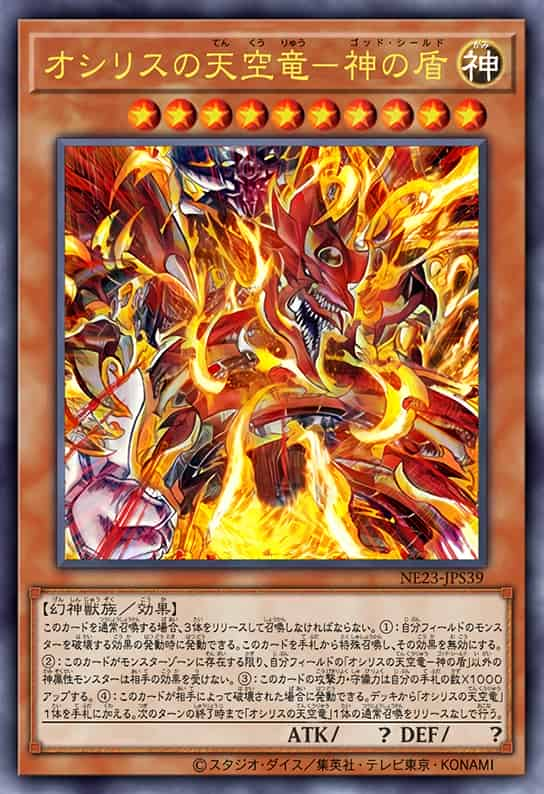 オシリスの天空竜－神の盾 神
NE23-JPS39
【幻神獣族／効果】
このカードを通常召喚する場合、3体をリリースして召喚しなければならない。①：自分フィールドのモンス
ターを破壊する効果の発動時に発動できる。このカードを手札から特殊召喚し、その効果を無効にする。
②：このカードがモンスターゾーンに存在する限り、自分フィールドの「オシリスの天空竜－神の盾」以外の
神属性モンスターは相手の効果を受けない。③：このカードの攻撃力・守備力は自分の手札の数×1000
アップする。④：このカードが相手によって破壊された場合に発動できる。デッキから「オシリスの天空竜」
1体を手札に加える。次のターンの終了時まで「オシリスの天空竜」1体の通常召喚をリリースなしで行う。
ATK/ ? DEF/ ?
©スタジオ・ダイス／集英社・テレビ東京・KONAMI